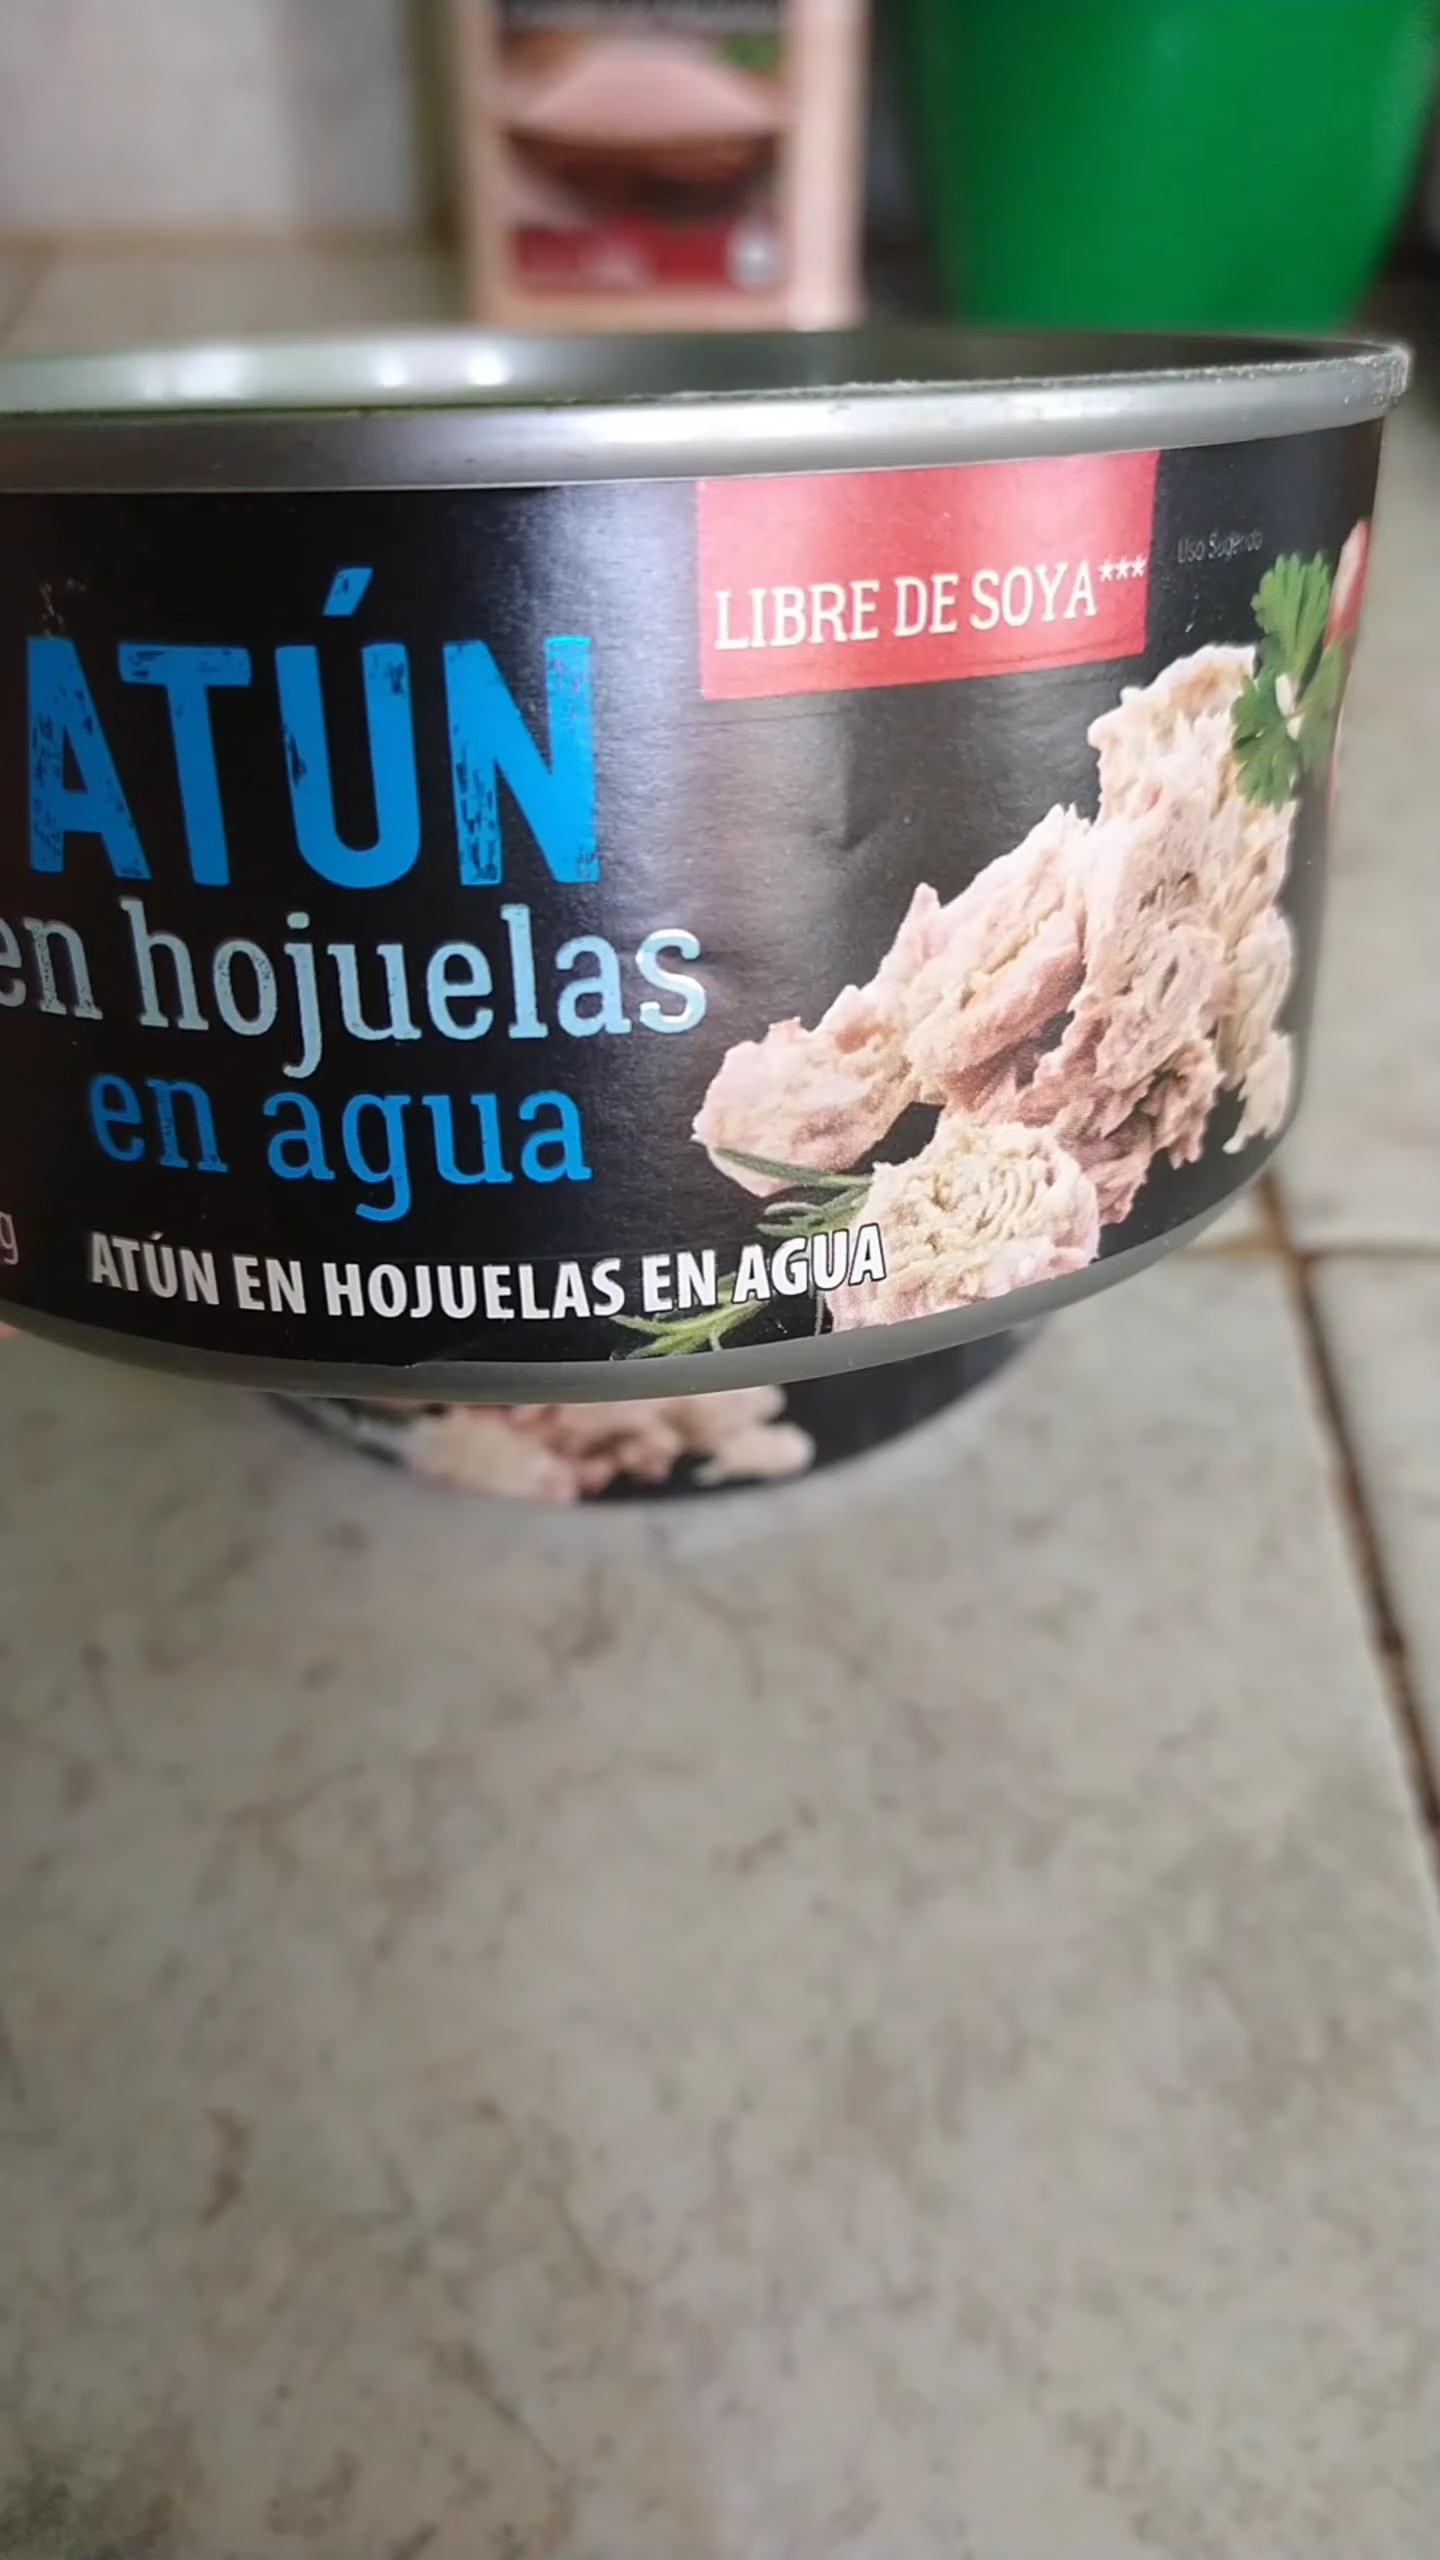 LIBRE DE SOYA***
Uso Sugerido
ATÚN
en hojuelas
en agua
g
ATÚN EN HOJUELAS EN AGUA